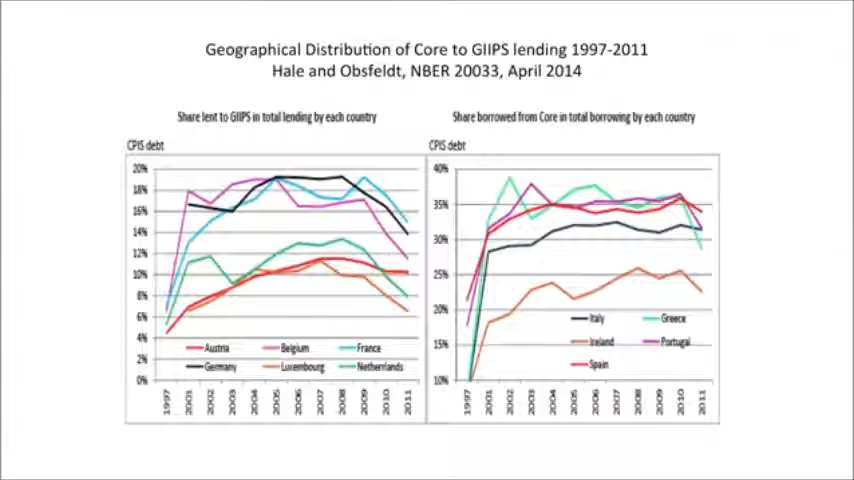 Geographical Distribution of Core to GIIPS lending 1997-2011
Hale and Obsfeldt, NBER 20033, April 2014
Share lent to GIIPS in total lending by each country
CPIS debt
20%
18%
16%
14%
12%
10%
8%
6%
4%
2%
0%
Austria Belgium France
Germany Luxembourg Netherlands
1997 2001 2002 2003 2004 2005 2006 2007 2008 2009 2010 2011
Share borrowed from Core in total borrowing by each country
CPIS debt
40%
35%
30%
25%
20%
15%
10%
Italy Greece
Ireland Portugal
Spain
1997 2001 2002 2003 2004 2005 2006 2007 2008 2009 2010 2011